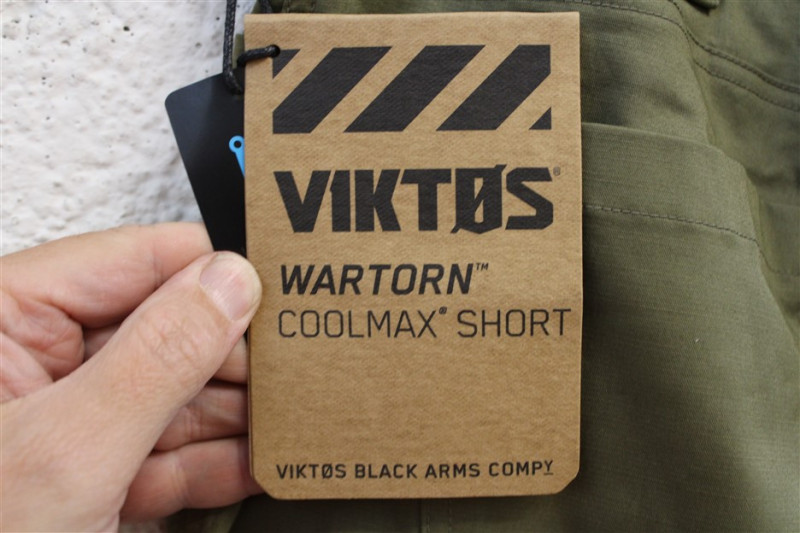 VIKTØS®
WARTORN™
COOLMAX® SHORT
VIKTØS BLACK ARMS COMPY